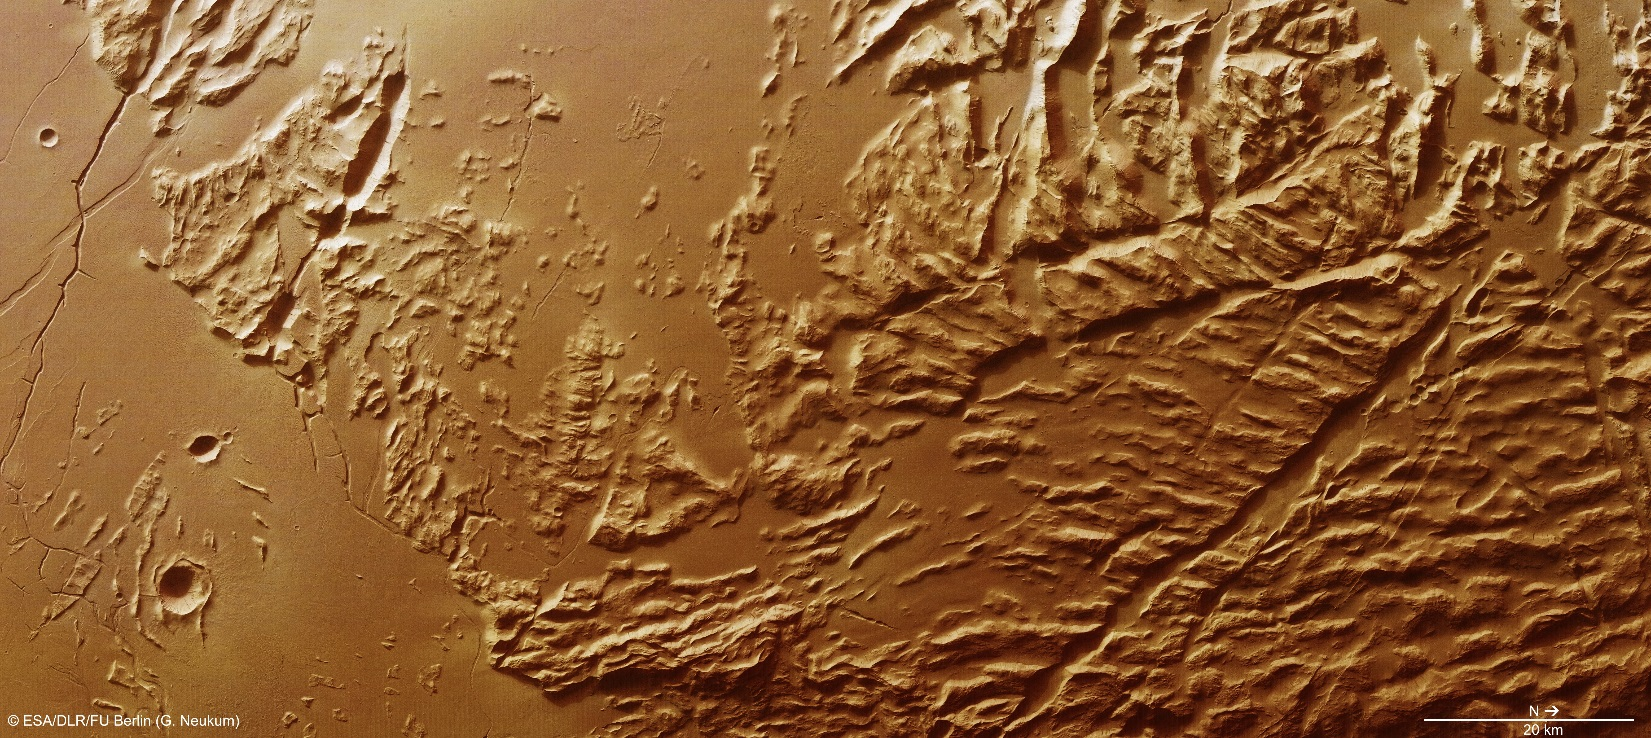 © ESA/DLR/FU Berlin (G. Neukum)
N →
20 km